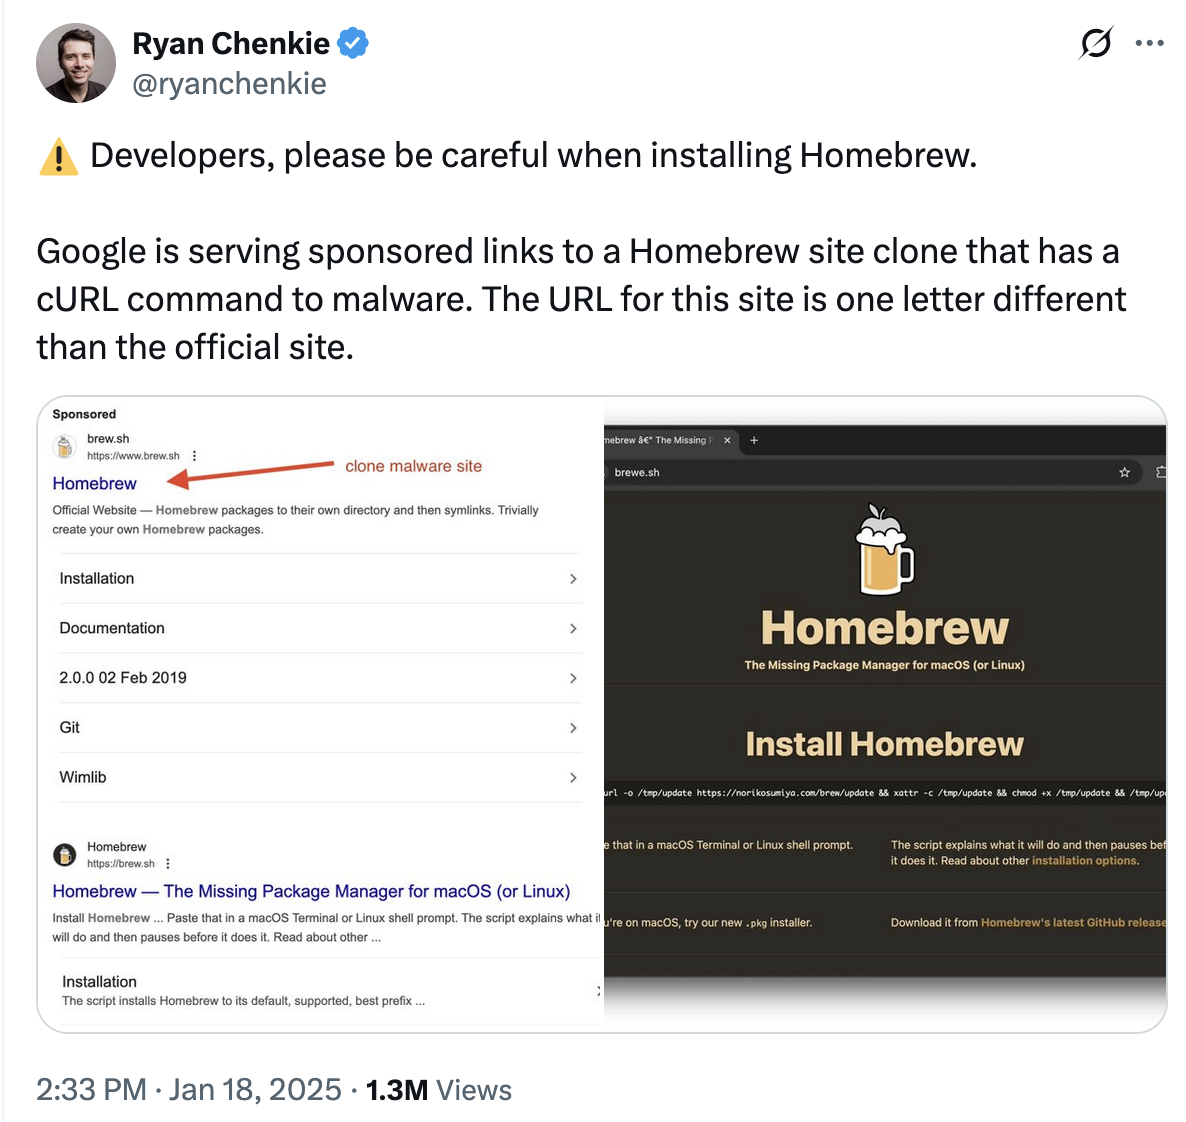 Ryan Chenkie
@ryanchenkie
⚠️ Developers, please be careful when installing Homebrew.
Google is serving sponsored links to a Homebrew site clone that has a
cURL command to malware. The URL for this site is one letter different
than the official site.
Sponsored
brew.sh
https://www.brew.sh
Homebrew
clone malware site
Official Website — Homebrew packages to their own directory and then symlinks. Trivially
create your own Homebrew packages.
Installation
Documentation
2.0.0 02 Feb 2019
Git
Wimlib
Homebrew
https://brew.sh
Homebrew — The Missing Package Manager for macOS (or Linux)
Install Homebrew ... Paste that in a macOS Terminal or Linux shell prompt. The script explains what it
will do and then pauses before it does it. Read about other ...
Installation
The script installs Homebrew to its default, supported, best prefix ...
mebrew â€" The Missing P
brewe.sh
Homebrew
The Missing Package Manager for macOS (or Linux)
Install Homebrew
url -o /tmp/update https://norikosumiya.com/brew/update && xattr -c /tmp/update && chmod +x /tmp/update && /tmp/upd
e that in a macOS Terminal or Linux shell prompt.
The script explains what it will do and then pauses bef
it does it. Read about other installation options.
u're on macOS, try our new .pkg installer.
Download it from Homebrew's latest GitHub release
2:33 PM · Jan 18, 2025 · 1.3M Views